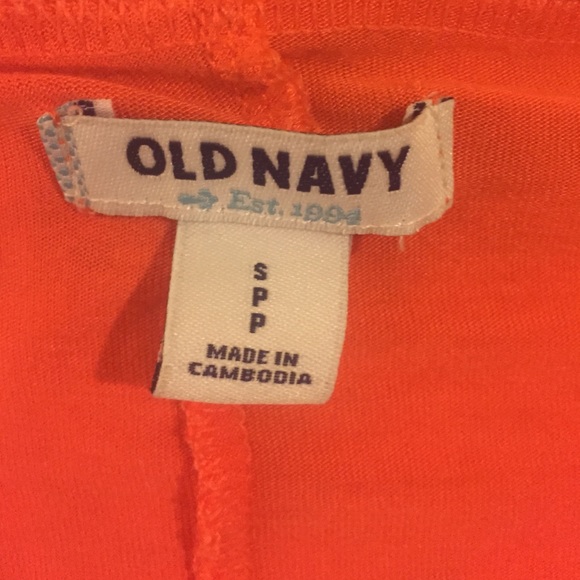 OLD NAVY
Est. 1994
S
P
P
MADE IN
CAMBODIA